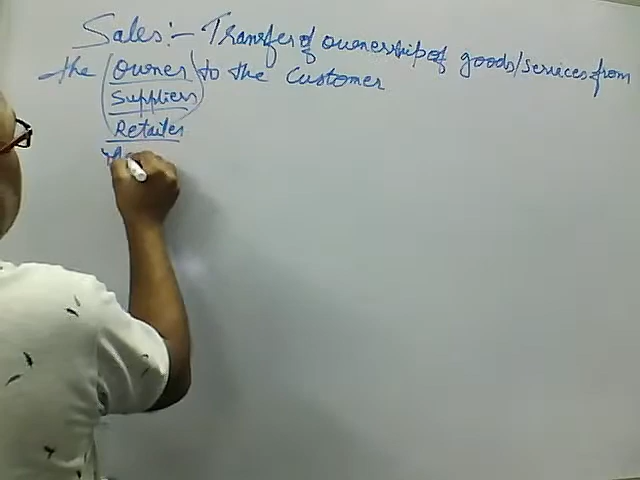 Sales:- Transfer of ownership of goods/services from
the (Owner) to the Customer
Suppliers
Retailer